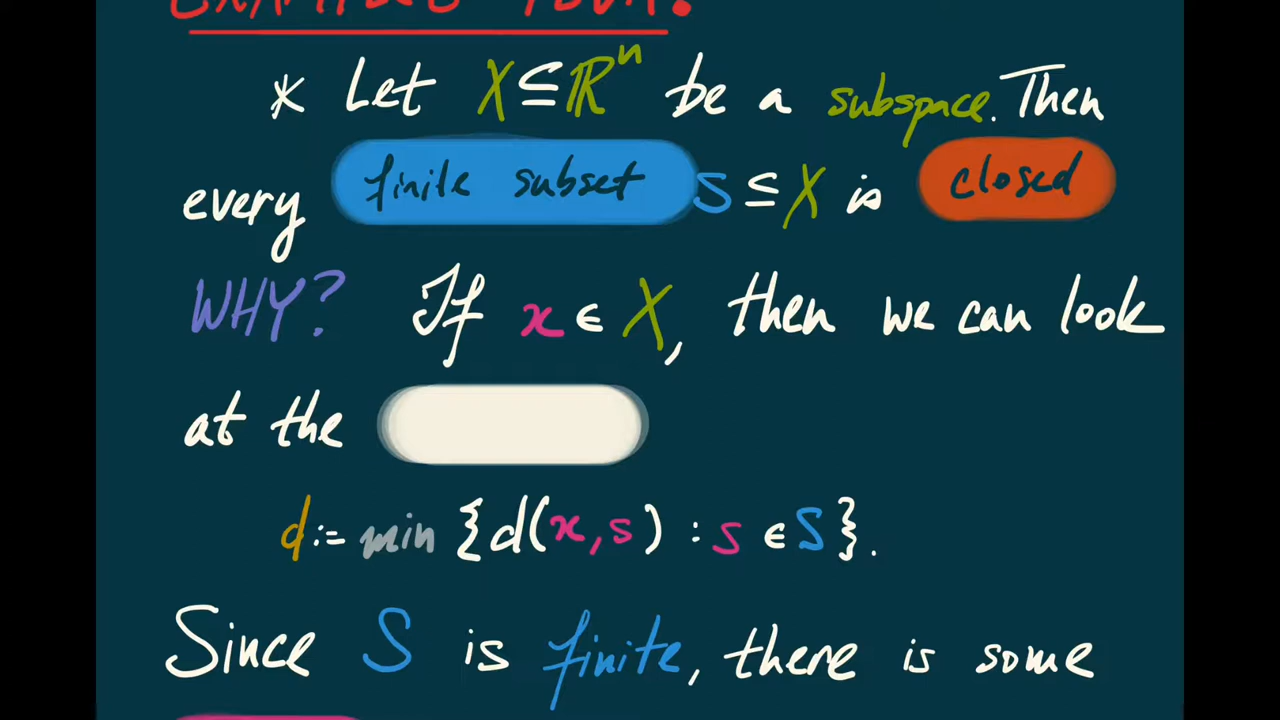 * Let X ⊆ ℝⁿ be a subspace. Then
every finite subset S ⊆ X is closed
WHY? If x ∈ X, then we can look
at the
d := min {d(x,s) : s ∈ S}.
Since S is finite, there is some